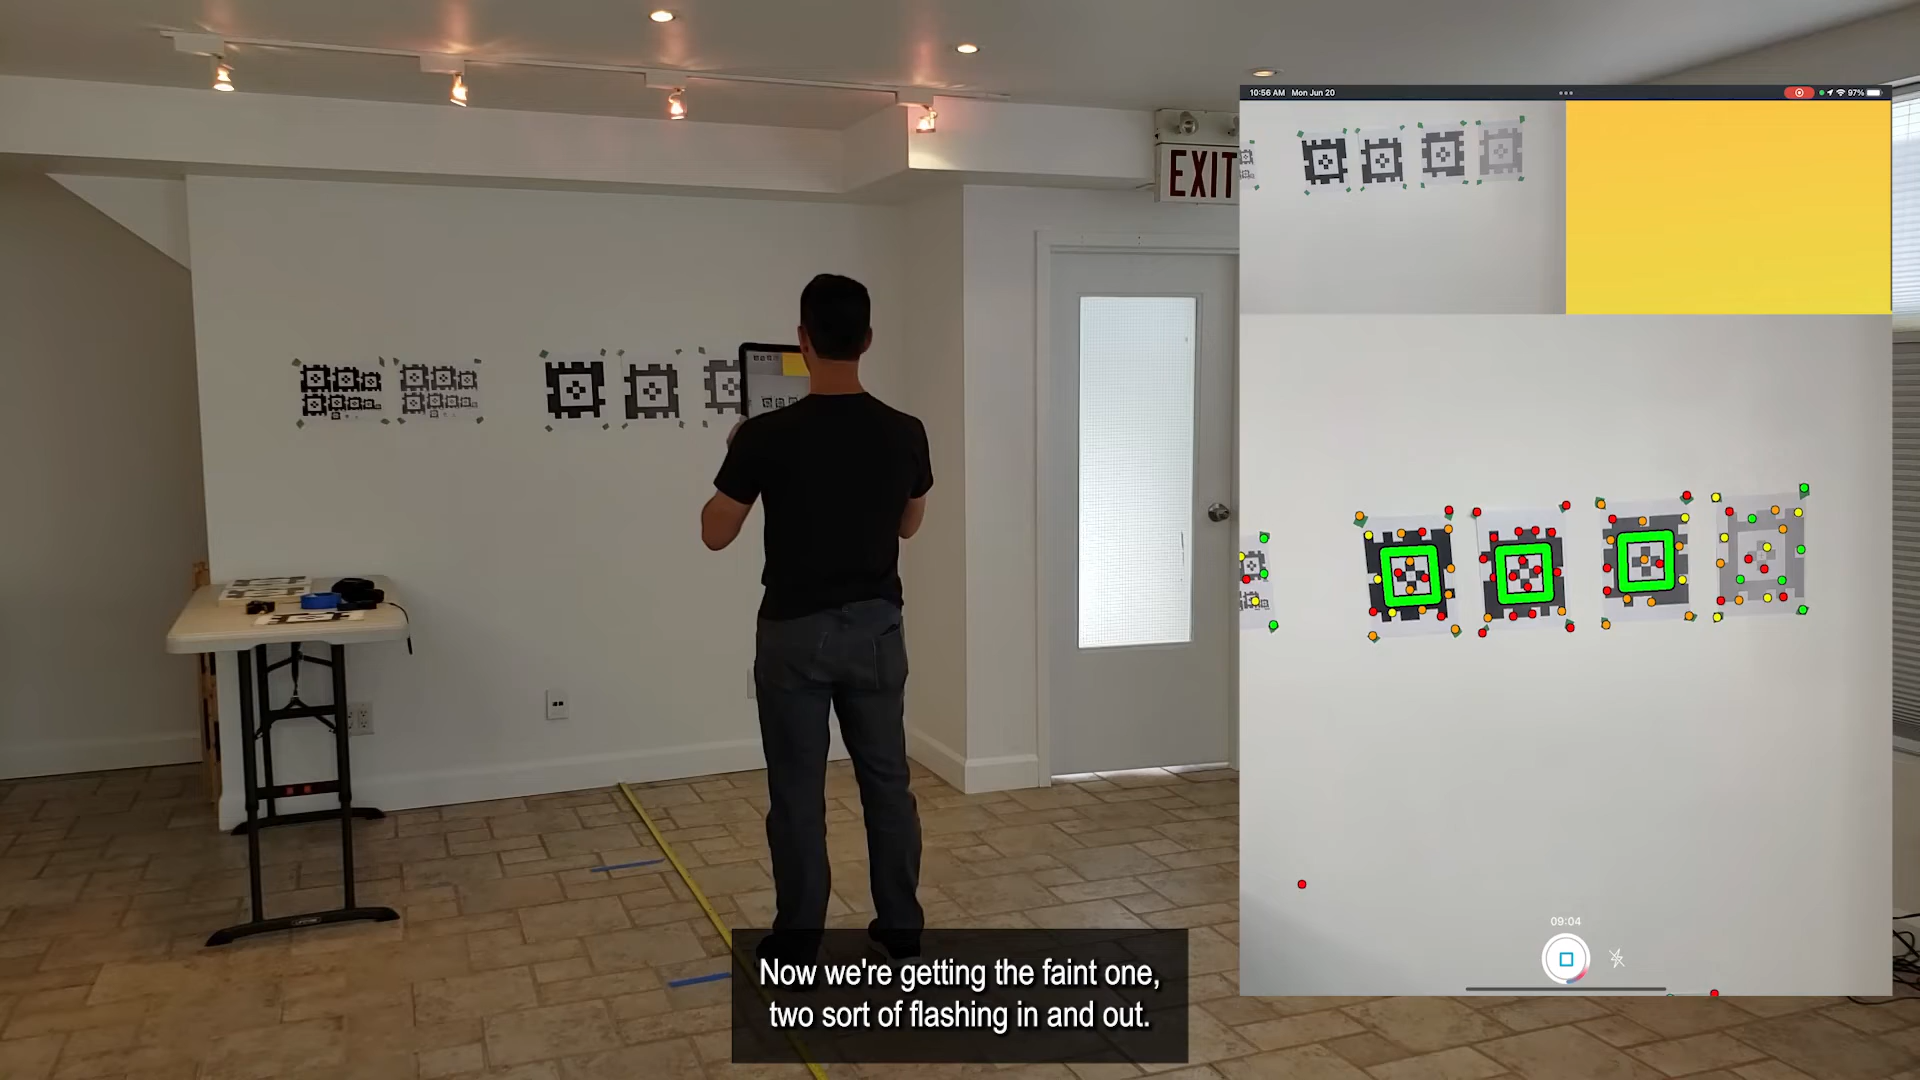 EXIT
10:56 AM Mon Jun 20
97%
09:04
Now we're getting the faint one,
two sort of flashing in and out.